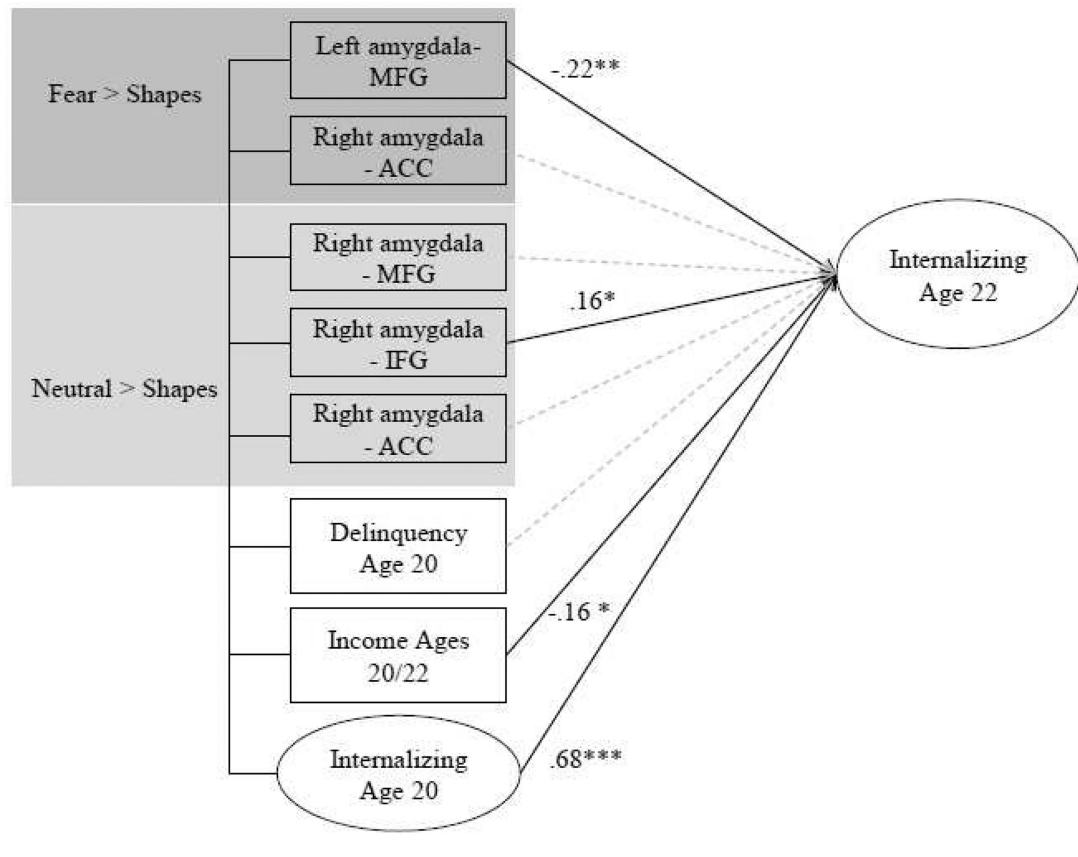 Left amygdala-
MFG
-.22**
Fear > Shapes
Right amygdala
- ACC
Right amygdala
- MFG
Internalizing
Age 22
.16*
Right amygdala
- IFG
Neutral > Shapes
Right amygdala
- ACC
Delinquency
Age 20
-.16 *
Income Ages
20/22
.68***
Internalizing
Age 20